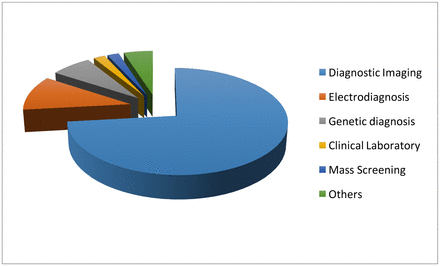 Diagnostic Imaging
Electrodiagnosis
Genetic diagnosis
Clinical Laboratory
Mass Screening
Others